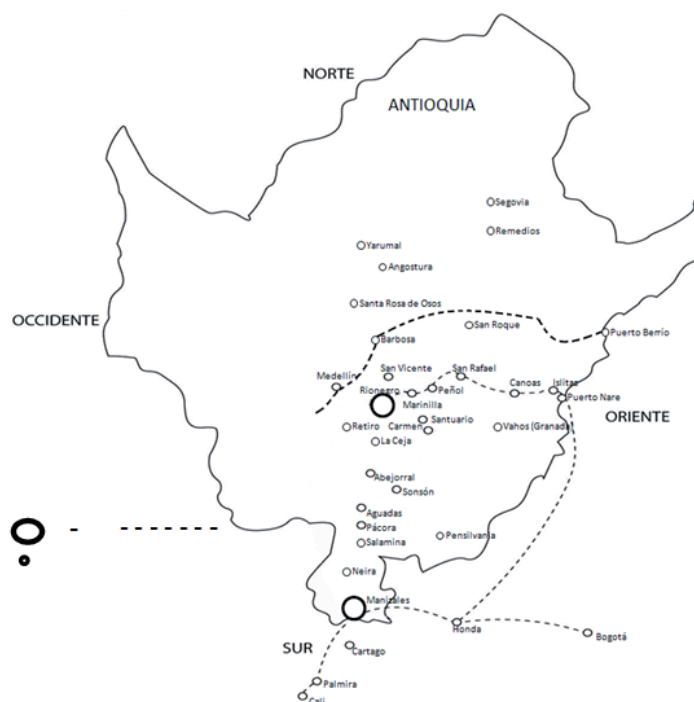 NORTE
ANTIOQUIA
Segovia
Remedios
Yarumal
Angostura
Santa Rosa de Osos
OCCIDENTE
San Roque
Puerto Berrío
Barbosa
San Vicente
San Rafael
Medellín
Rionegro
Peñol
Canoas
Islitas
Puerto Nare
Marinilla
ORIENTE
Santuario
Retiro
Carmen
Vahos (Granada)
La Ceja
Abejorral
Sonsón
Aguadas
Pácora
Pensilvania
Salamina
Neira
Manizales
Honda
Bogotá
SUR
Cartago
Palmira
Cali